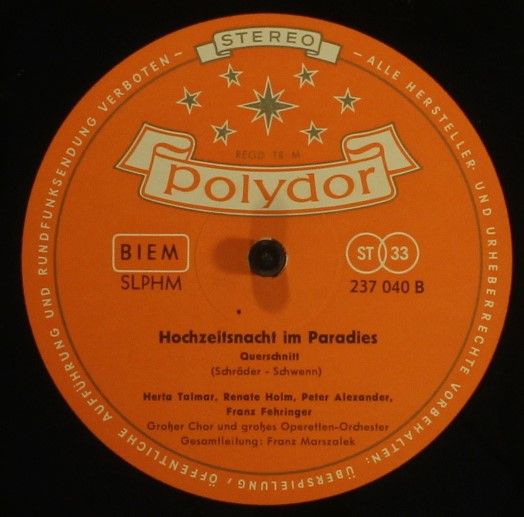 STEREO
– ALLE HERSTELLER- UND URHEBERRECHTE VORBEHALTEN: ÜBERSPIELUNG, ÖFFENTLICHE AUFFÜHRUNG UND RUNDFUNKSENDUNG VERBOTEN –
REGD TR M
polydor
BIEM
ST 33
SLPHM
237 040 B
Hochzeitsnacht im Paradies
Querschnitt
(Schröder - Schwenn)
Herta Talmar, Renate Holm, Peter Alexander,
Franz Fehringer
Großer Chor und großes Operetten-Orchester
Gesamtleitung: Franz Marszalek